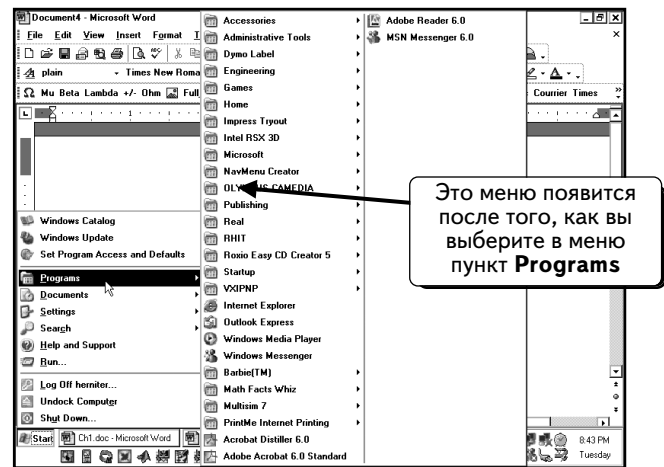 Document4 - Microsoft Word
File Edit View Insert Format
plain Times New Roma
Mu Beta Lambda +/- Ohm Full
Courrier Times
Accessories
Administrative Tools
Dymo Label
Engineering
Games
Home
Impress Tryout
Intel RSX 3D
Microsoft
NavMenu Creator
OLYMPUS CAMEDIA
Publishing
Real
RHIT
Roxio Easy CD Creator 5
Startup
VXIPNP
Internet Explorer
Outlook Express
Windows Media Player
Windows Messenger
Barbie(TM)
Math Facts Whiz
Multisim 7
PrintMe Internet Printing
Acrobat Distiller 6.0
Adobe Acrobat 6.0 Standard
Adobe Reader 6.0
MSN Messenger 6.0
Это меню появится
после того, как вы
выберите в меню
пункт Programs
Windows Catalog
Windows Update
Set Program Access and Defaults
Programs
Documents
Settings
Search
Help and Support
Run...
Log Off herniter...
Undock Computer
Shut Down...
Start Ch1.doc - Microsoft Word
8:43 PM
Tuesday